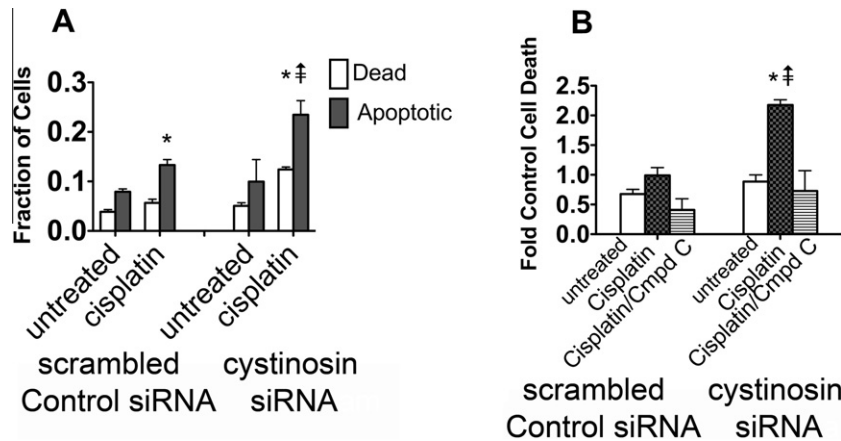 A
Fraction of Cells
0.3
0.2
0.1
0.0
*
*‡
Dead
Apoptotic
untreated
cisplatin
untreated
cisplatin
scrambled
Control siRNA
cystinosin
siRNA
B
Fold Control Cell Death
2.5
2.0
1.5
1.0
0.5
0.0
*‡
untreated
Cisplatin
Cisplatin/Cmpd C
untreated
Cisplatin
Cisplatin/Cmpd C
scrambled
Control siRNA
cystinosin
siRNA